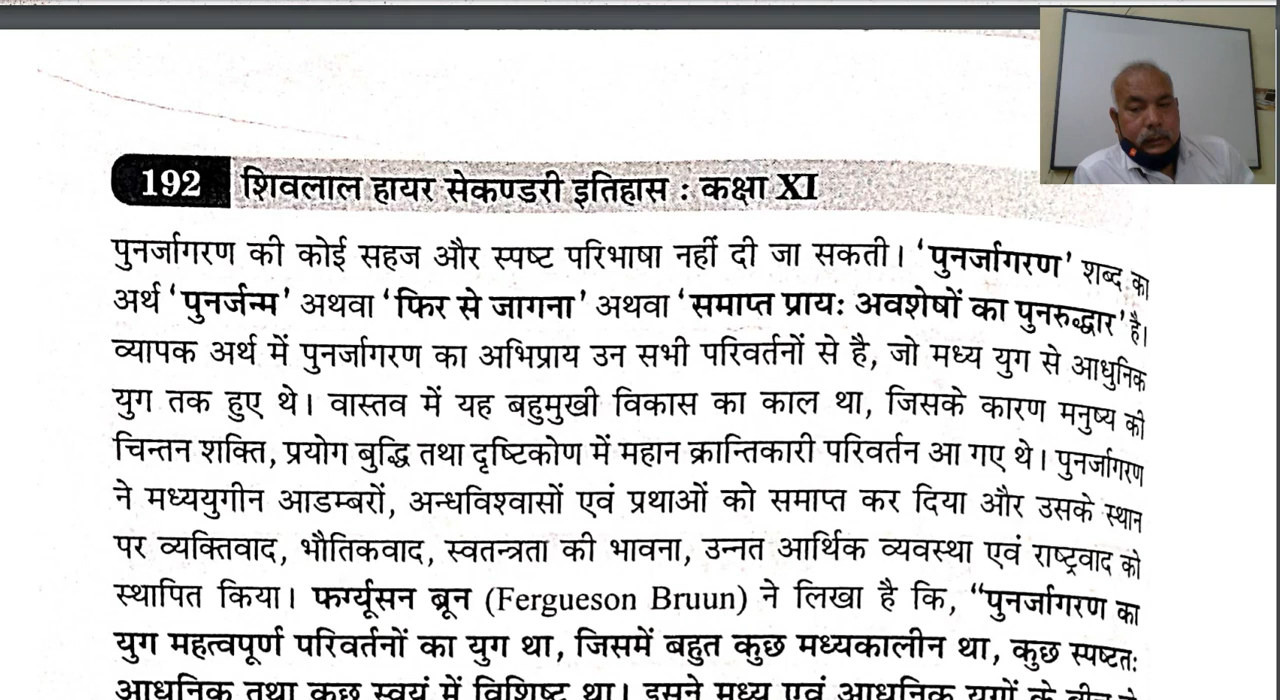 192 शिवलाल हायर सेकण्डरी इतिहास : कक्षा XI
पुनर्जागरण की कोई सहज और स्पष्ट परिभाषा नहीं दी जा सकती। ‘पुनर्जागरण’ शब्द का
अर्थ ‘पुनर्जन्म’ अथवा ‘फिर से जागना’ अथवा ‘समाप्त प्रायः अवशेषों का पुनरुद्धार’ है।
व्यापक अर्थ में पुनर्जागरण का अभिप्राय उन सभी परिवर्तनों से है, जो मध्य युग से आधुनिक
युग तक हुए थे। वास्तव में यह बहुमुखी विकास का काल था, जिसके कारण मनुष्य की
चिन्तन शक्ति, प्रयोग बुद्धि तथा दृष्टिकोण में महान क्रान्तिकारी परिवर्तन आ गए थे। पुनर्जागरण
ने मध्ययुगीन आडम्बरों, अन्धविश्वासों एवं प्रथाओं को समाप्त कर दिया और उसके स्थान
पर व्यक्तिवाद, भौतिकवाद, स्वतन्त्रता की भावना, उन्नत आर्थिक व्यवस्था एवं राष्ट्रवाद को
स्थापित किया। फर्ग्यूसन ब्रून (Fergueson Bruun) ने लिखा है कि, “पुनर्जागरण का
युग महत्वपूर्ण परिवर्तनों का युग था, जिसमें बहुत कुछ मध्यकालीन था, कुछ स्पष्टतः
आधुनिक तथा कुछ स्वयं में विशिष्ट था। इसने मध्य एवं आधुनिक युगों के बीच